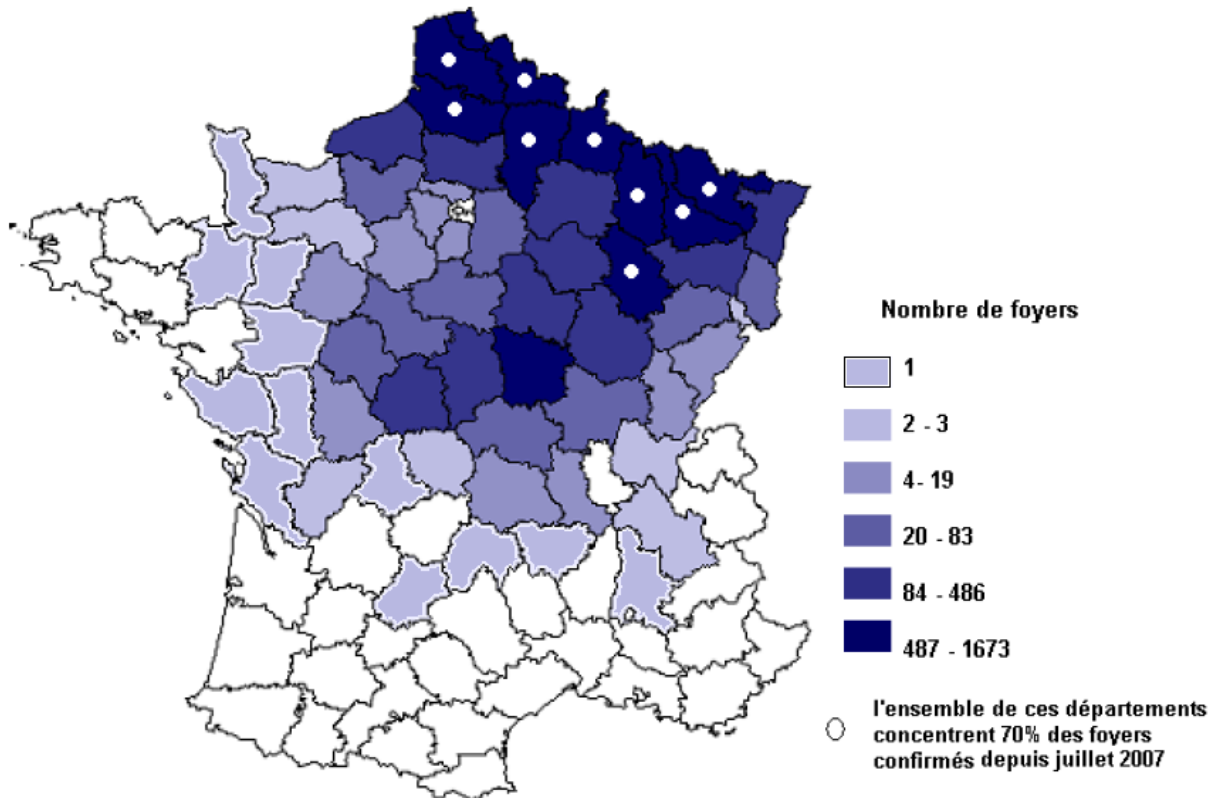 Nombre de foyers
1
2 - 3
4- 19
20 - 83
84 - 486
487 - 1673
l'ensemble de ces départements
concentrent 70% des foyers
confirmés depuis juillet 2007